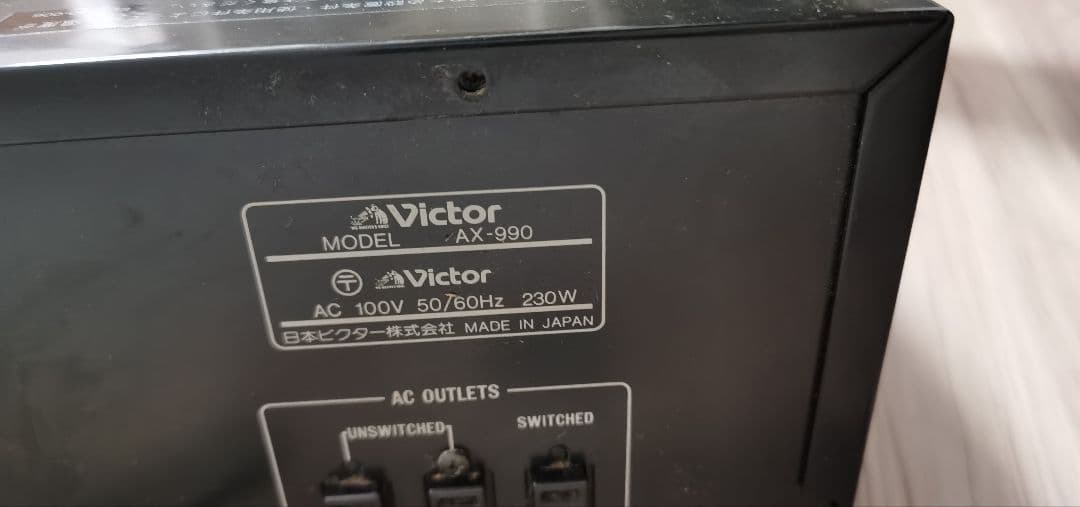 Victor
MODEL AX-990
〒 Victor
AC 100V 50/60Hz 230W
日本ビクター株式会社 MADE IN JAPAN
AC OUTLETS
UNSWITCHED
SWITCHED